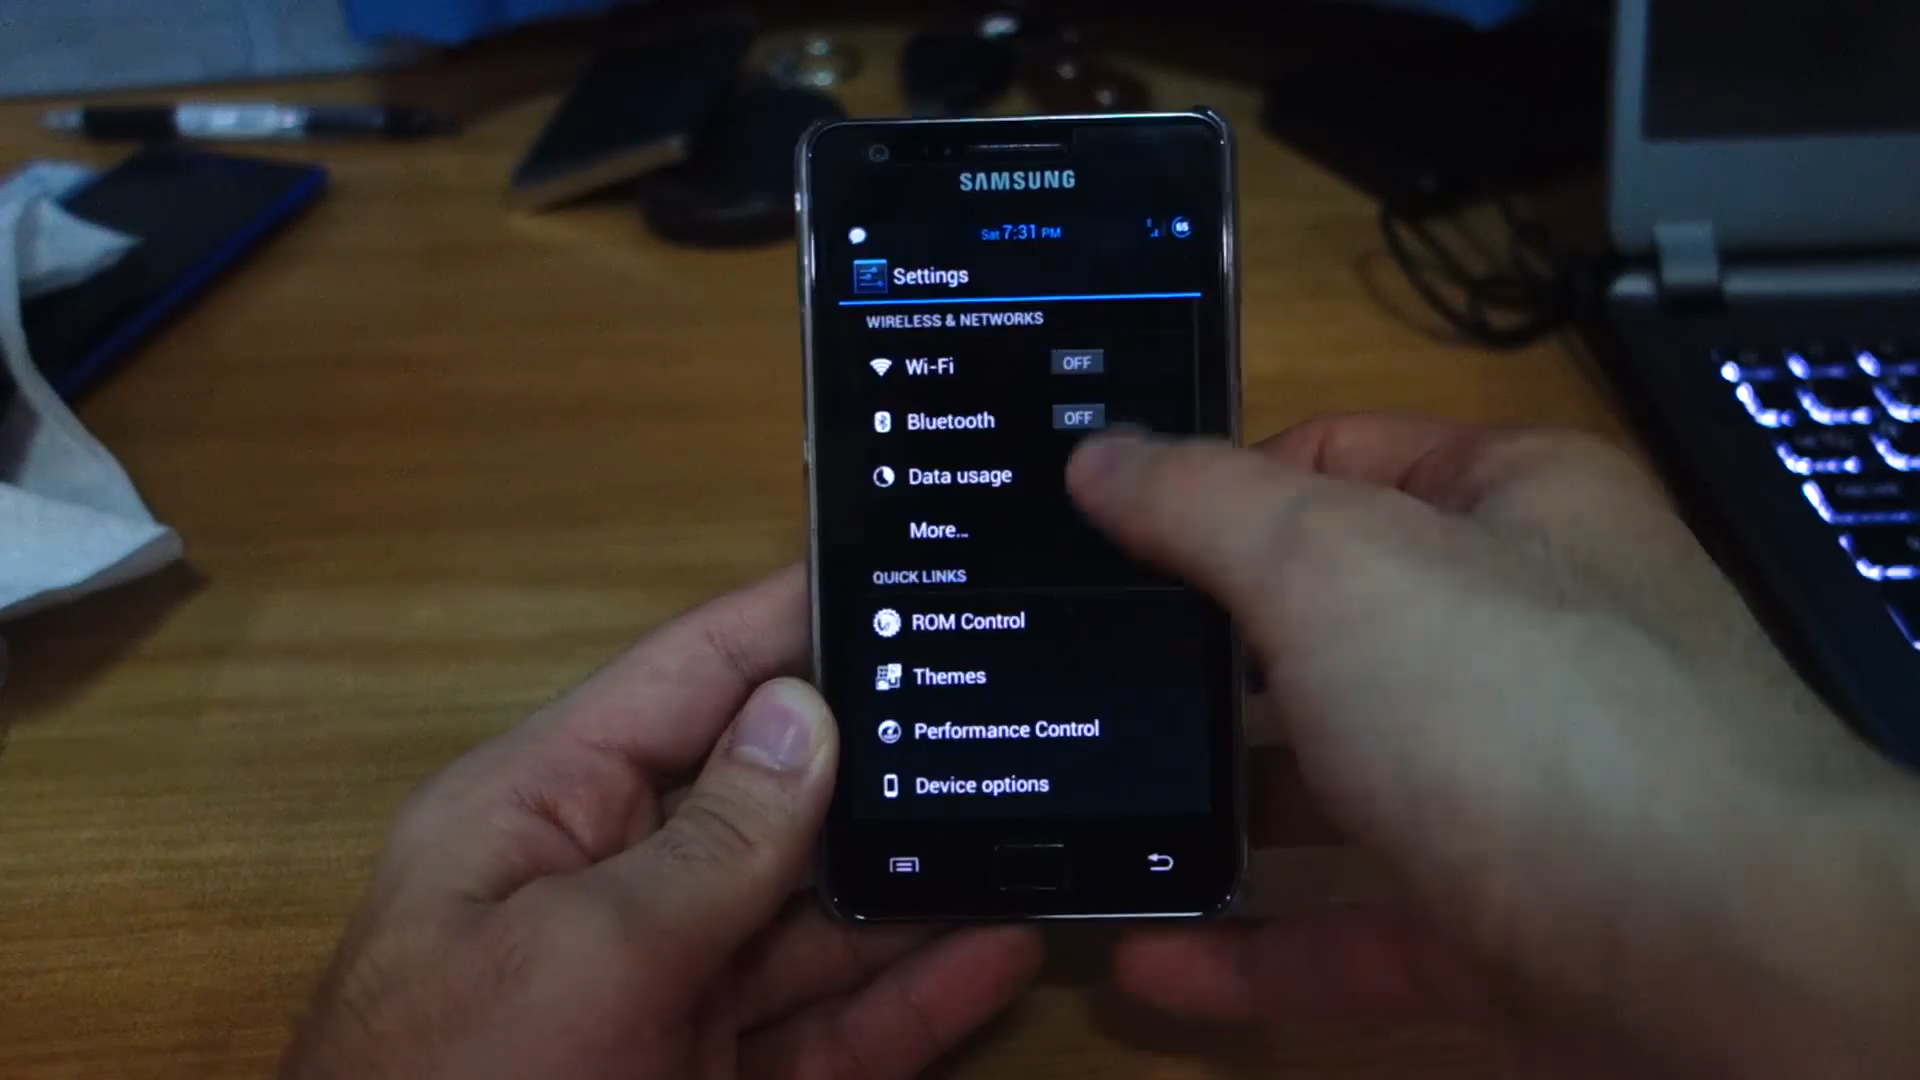 SAMSUNG
Sat 7:31 PM
65
Settings
WIRELESS & NETWORKS
Wi-Fi OFF
Bluetooth OFF
Data usage
More...
QUICK LINKS
ROM Control
Themes
Performance Control
Device options